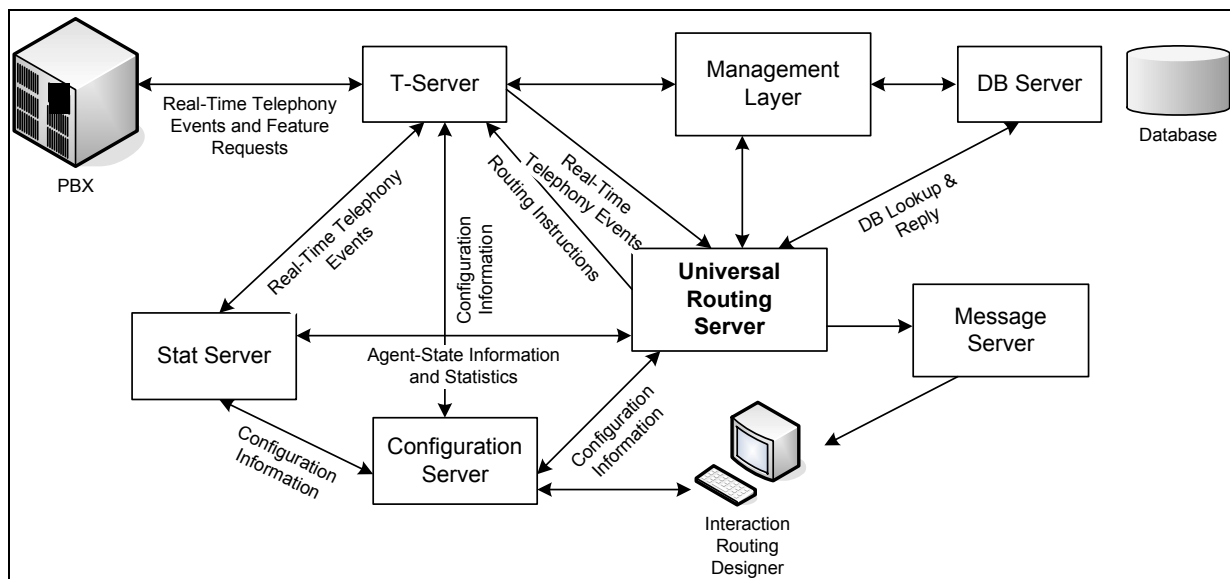 T-Server
Management
Layer
DB Server
Database
PBX
Real-Time Telephony
Events and Feature
Requests
Real-Time Telephony
Events
Configuration
Information
Routing Instructions
Real-Time
Telephony Events
DB Lookup &
Reply
Universal
Routing
Server
Message
Server
Stat Server
Agent-State Information
and Statistics
Configuration
Information
Configuration
Server
Configuration
Information
Interaction
Routing
Designer